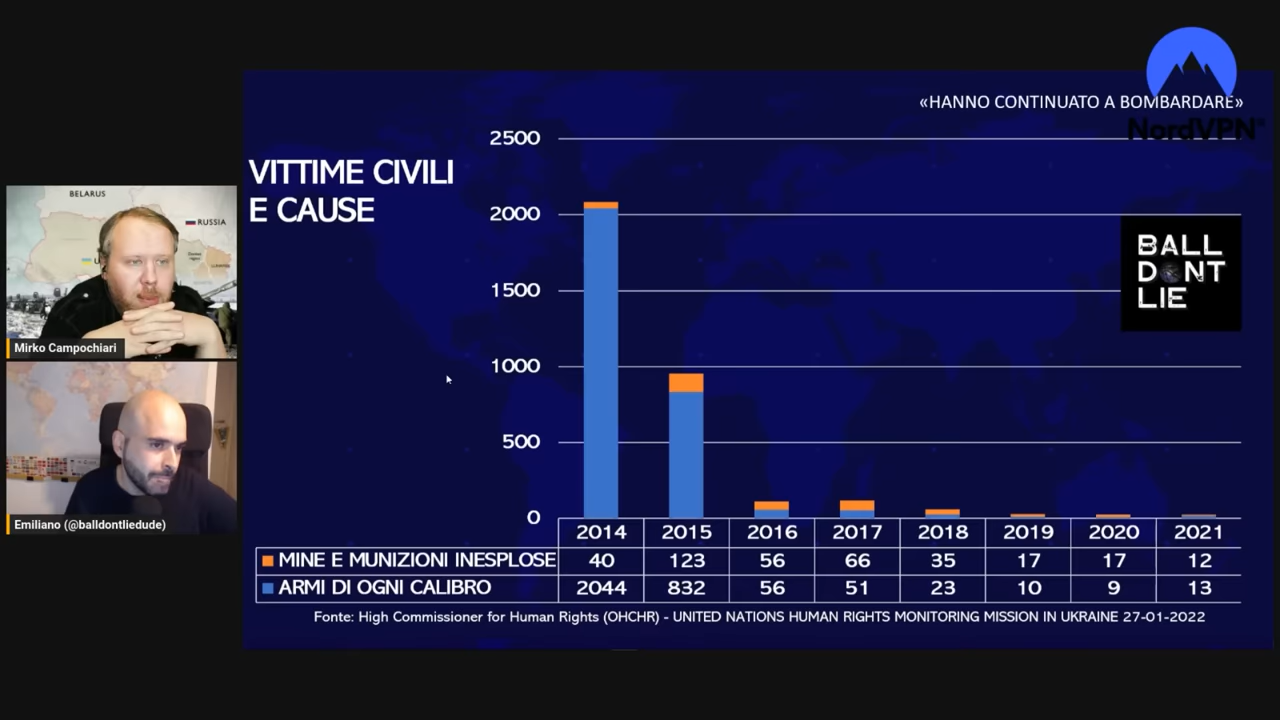 «HANNO CONTINUATO A BOMBARDARE»
NordVPN
VITTIME CIVILI
E CAUSE
2500
2000
1500
1000
500
0
BALL
DONT
LIE
BELARUS
RUSSIA
Mirko Campochiari
Emiliano (@balldontliedude)
2014 2015 2016 2017 2018 2019 2020 2021
MINE E MUNIZIONI INESPLOSE 40 123 56 66 35 17 17 12
ARMI DI OGNI CALIBRO 2044 832 56 51 23 10 9 13
Fonte: High Commissioner for Human Rights (OHCHR) - UNITED NATIONS HUMAN RIGHTS MONITORING MISSION IN UKRAINE 27-01-2022